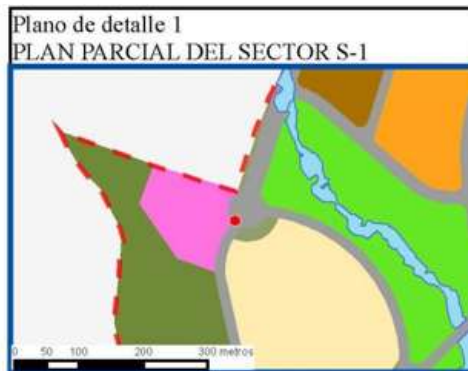 Plano de detalle 1
PLAN PARCIAL DEL SECTOR S-1
0 50 100 200 300 metros